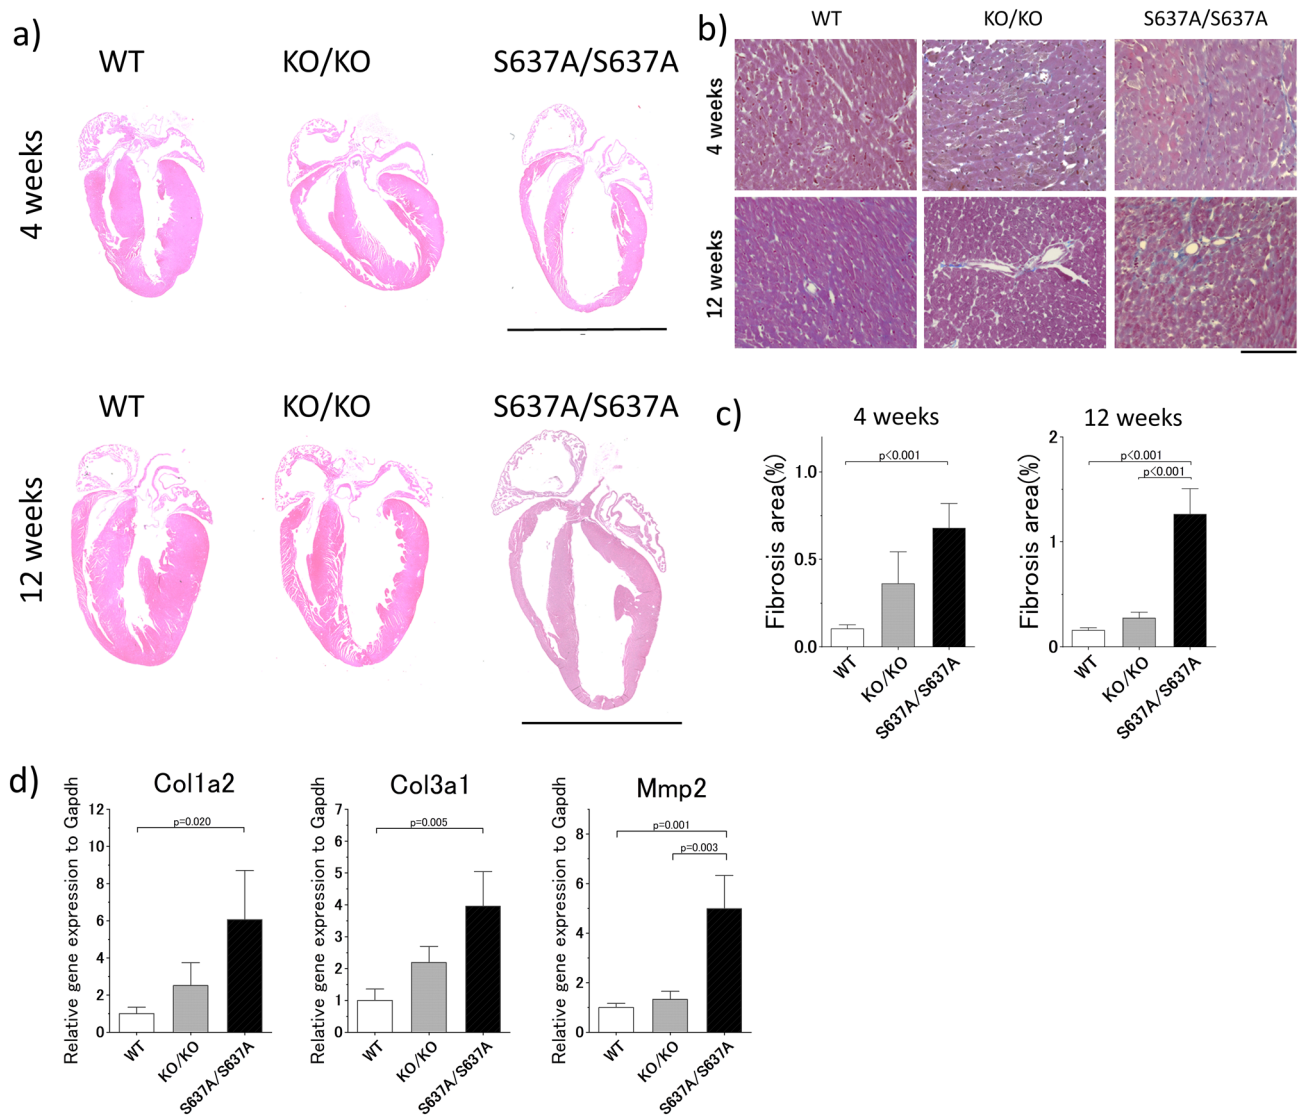 a)
WT KO/KO S637A/S637A
4 weeks
WT KO/KO S637A/S637A
12 weeks
b)
WT KO/KO S637A/S637A
4 weeks
12 weeks
c)
4 weeks
Fibrosis area(%)
1.0
0.5
0.0
p<0.001
WT
KO/KO
S637A/S637A
12 weeks
Fibrosis area(%)
2
1
0
p<0.001
p<0.001
WT
KO/KO
S637A/S637A
d)
Col1a2
Relative gene expression to Gapdh
12
10
8
6
4
2
0
p=0.020
WT
KO/KO
S637A/S637A
Col3a1
Relative gene expression to Gapdh
7
6
5
4
3
2
1
0
p=0.005
WT
KO/KO
S637A/S637A
Mmp2
Relative gene expression to Gapdh
8
6
4
2
0
p=0.001
p=0.003
WT
KO/KO
S637A/S637A